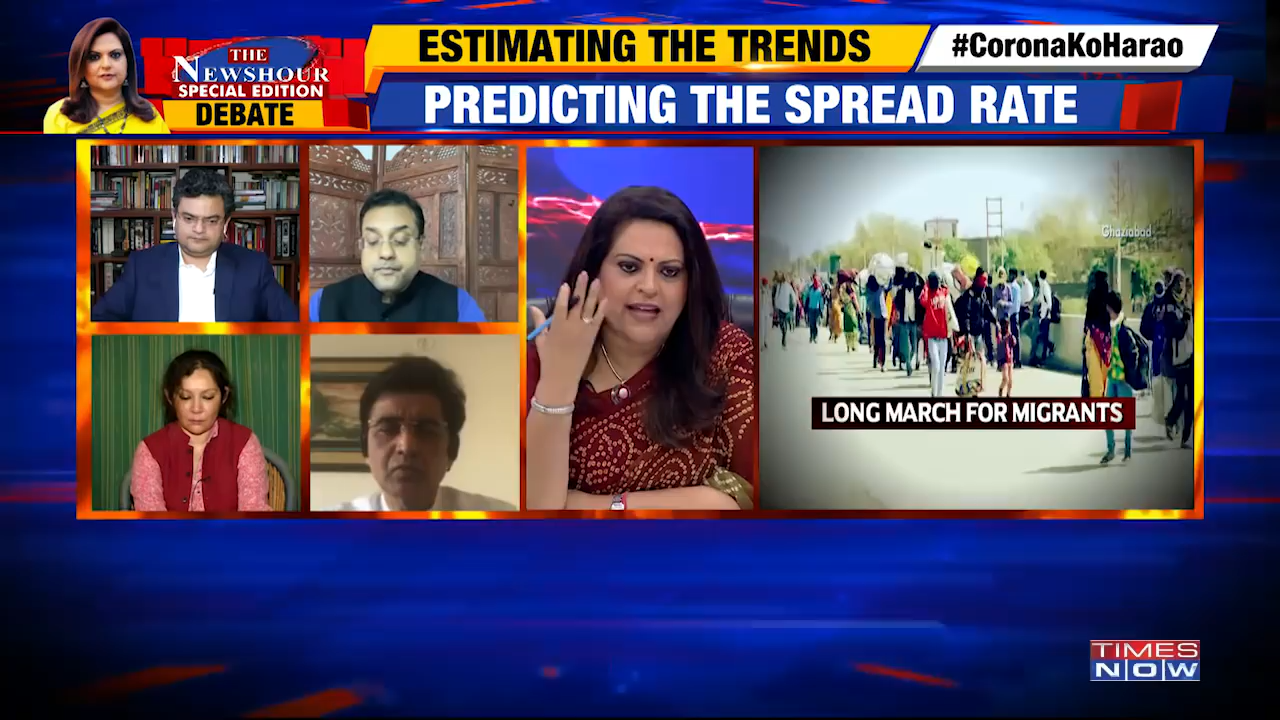 THE
NEWSHOUR
SPECIAL EDITION
DEBATE
ESTIMATING THE TRENDS
#CoronaKoHarao
PREDICTING THE SPREAD RATE
Ghaziabad
LONG MARCH FOR MIGRANTS
TIMES
NOW